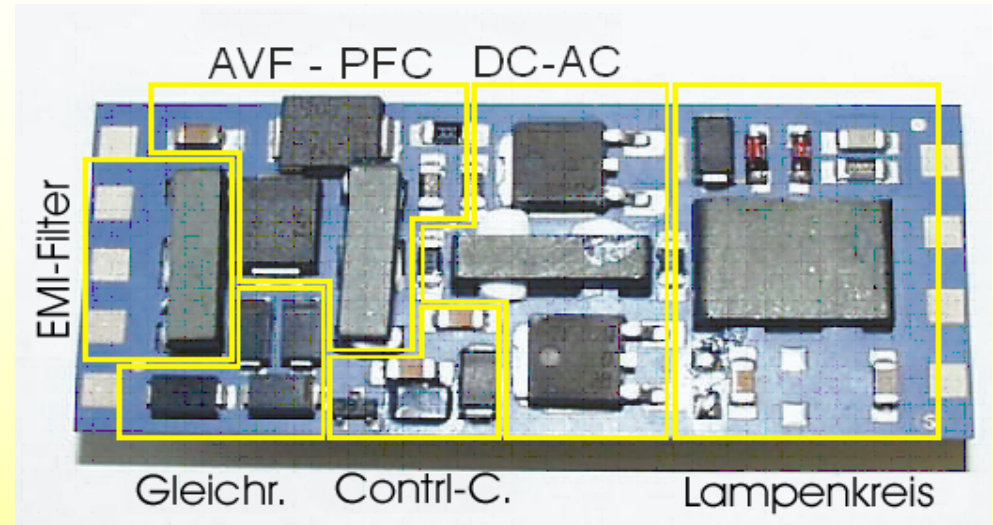 AVF - PFC DC-AC
EMI-Filter
Gleichr. Contrl-C. Lampenkreis